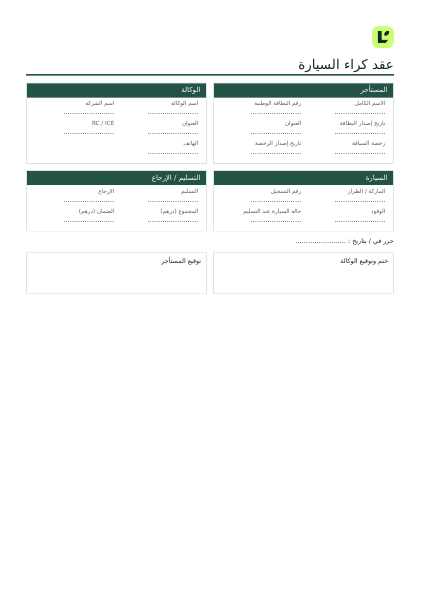 عقد كراء السيارة
المستأجر
الاسم الكامل
رقم البطاقة الوطنية
تاريخ إصدار البطاقة
العنوان
رخصة السياقة
تاريخ إصدار الرخصة
الوكالة
اسم الوكالة
اسم الشركة
العنوان
RC / ICE
الهاتف
السيارة
الماركة / الطراز
رقم التسجيل
الوقود
حالة السيارة عند التسليم
التسليم / الإرجاع
التسليم
الإرجاع
المجموع (درهم)
الضمان (درهم)
حرر في / بتاريخ : ........................
ختم وتوقيع الوكالة
توقيع المستأجر